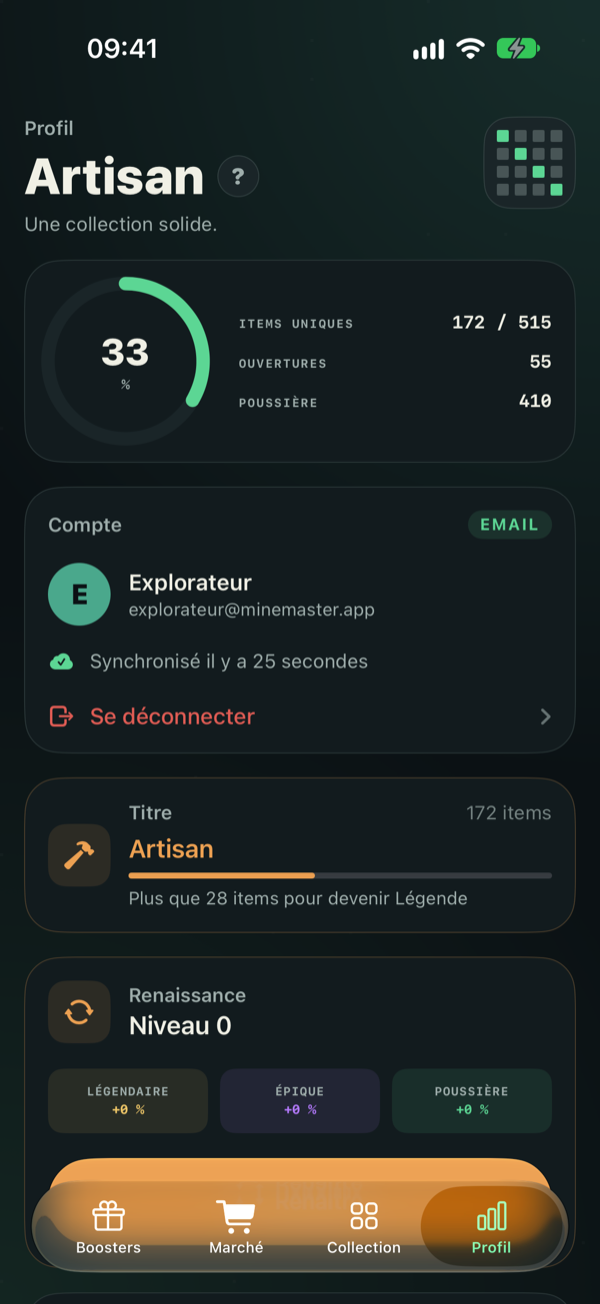 09:41
Profil
Artisan ?
Une collection solide.
33
%
ITEMS UNIQUES 172 / 515
OUVERTURES 55
POUSSIÈRE 410
Compte EMAIL
E
Explorateur
explorateur@minemaster.app
Synchronisé il y a 25 secondes
Se déconnecter
Titre 172 items
Artisan
Plus que 28 items pour devenir Légende
Renaissance
Niveau 0
LÉGENDAIRE ÉPIQUE POUSSIÈRE
+0 % +0 % +0 %
Boosters Marché Collection Profil